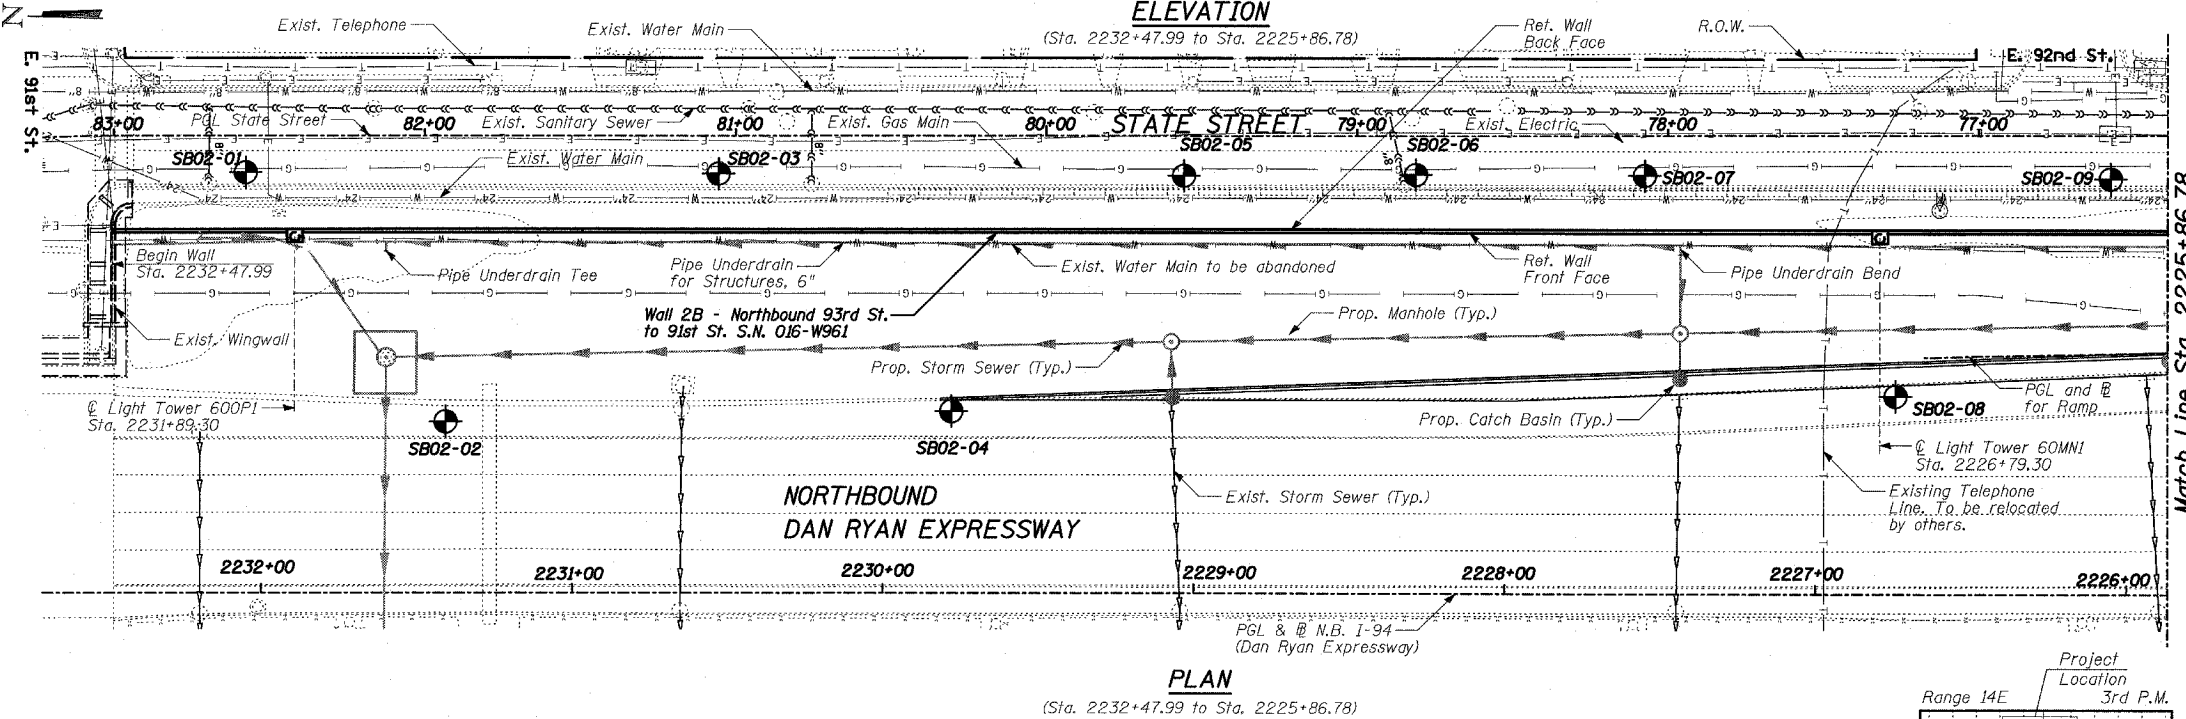 ELEVATION
(Sta. 2232+47.99 to Sta. 2225+86.78)
N
Exist. Telephone
Exist. Water Main
Ret. Wall
Back Face
R.O.W.
E. 91st St.
E. 92nd St.
83+00
PGL State Street
82+00
Exist. Sanitary Sewer
81+00
Exist. Gas Main
80+00
STATE STREET
79+00
Exist. Electric
78+00
77+00
SB02-01
Exist. Water Main
SB02-03
SB02-05
SB02-06
SB02-07
SB02-09
Begin Wall
Sta. 2232+47.99
Pipe Underdrain Tee
Pipe Underdrain
for Structures, 6"
Exist. Water Main to be abandoned
Ret. Wall
Front Face
Pipe Underdrain Bend
Wall 2B - Northbound 93rd St.
to 91st St. S.N. 016-W961
Prop. Manhole (Typ.)
Exist. Wingwall
Prop. Storm Sewer (Typ.)
℄ Light Tower 600P1
Sta. 2231+89.30
SB02-02
SB02-04
Prop. Catch Basin (Typ.)
SB02-08
PGL and ⅊
for Ramp
℄ Light Tower 60MN1
Sta. 2226+79.30
NORTHBOUND
DAN RYAN EXPRESSWAY
Exist. Storm Sewer (Typ.)
Existing Telephone
Line. To be relocated
by others.
Match Line Sta. 2225+86.78
2232+00
2231+00
2230+00
2229+00
2228+00
2227+00
2226+00
PGL & ⅊ N.B. I-94
(Dan Ryan Expressway)
PLAN
(Sta. 2232+47.99 to Sta. 2225+86.78)
Project
Location
Range 14E
3rd P.M.